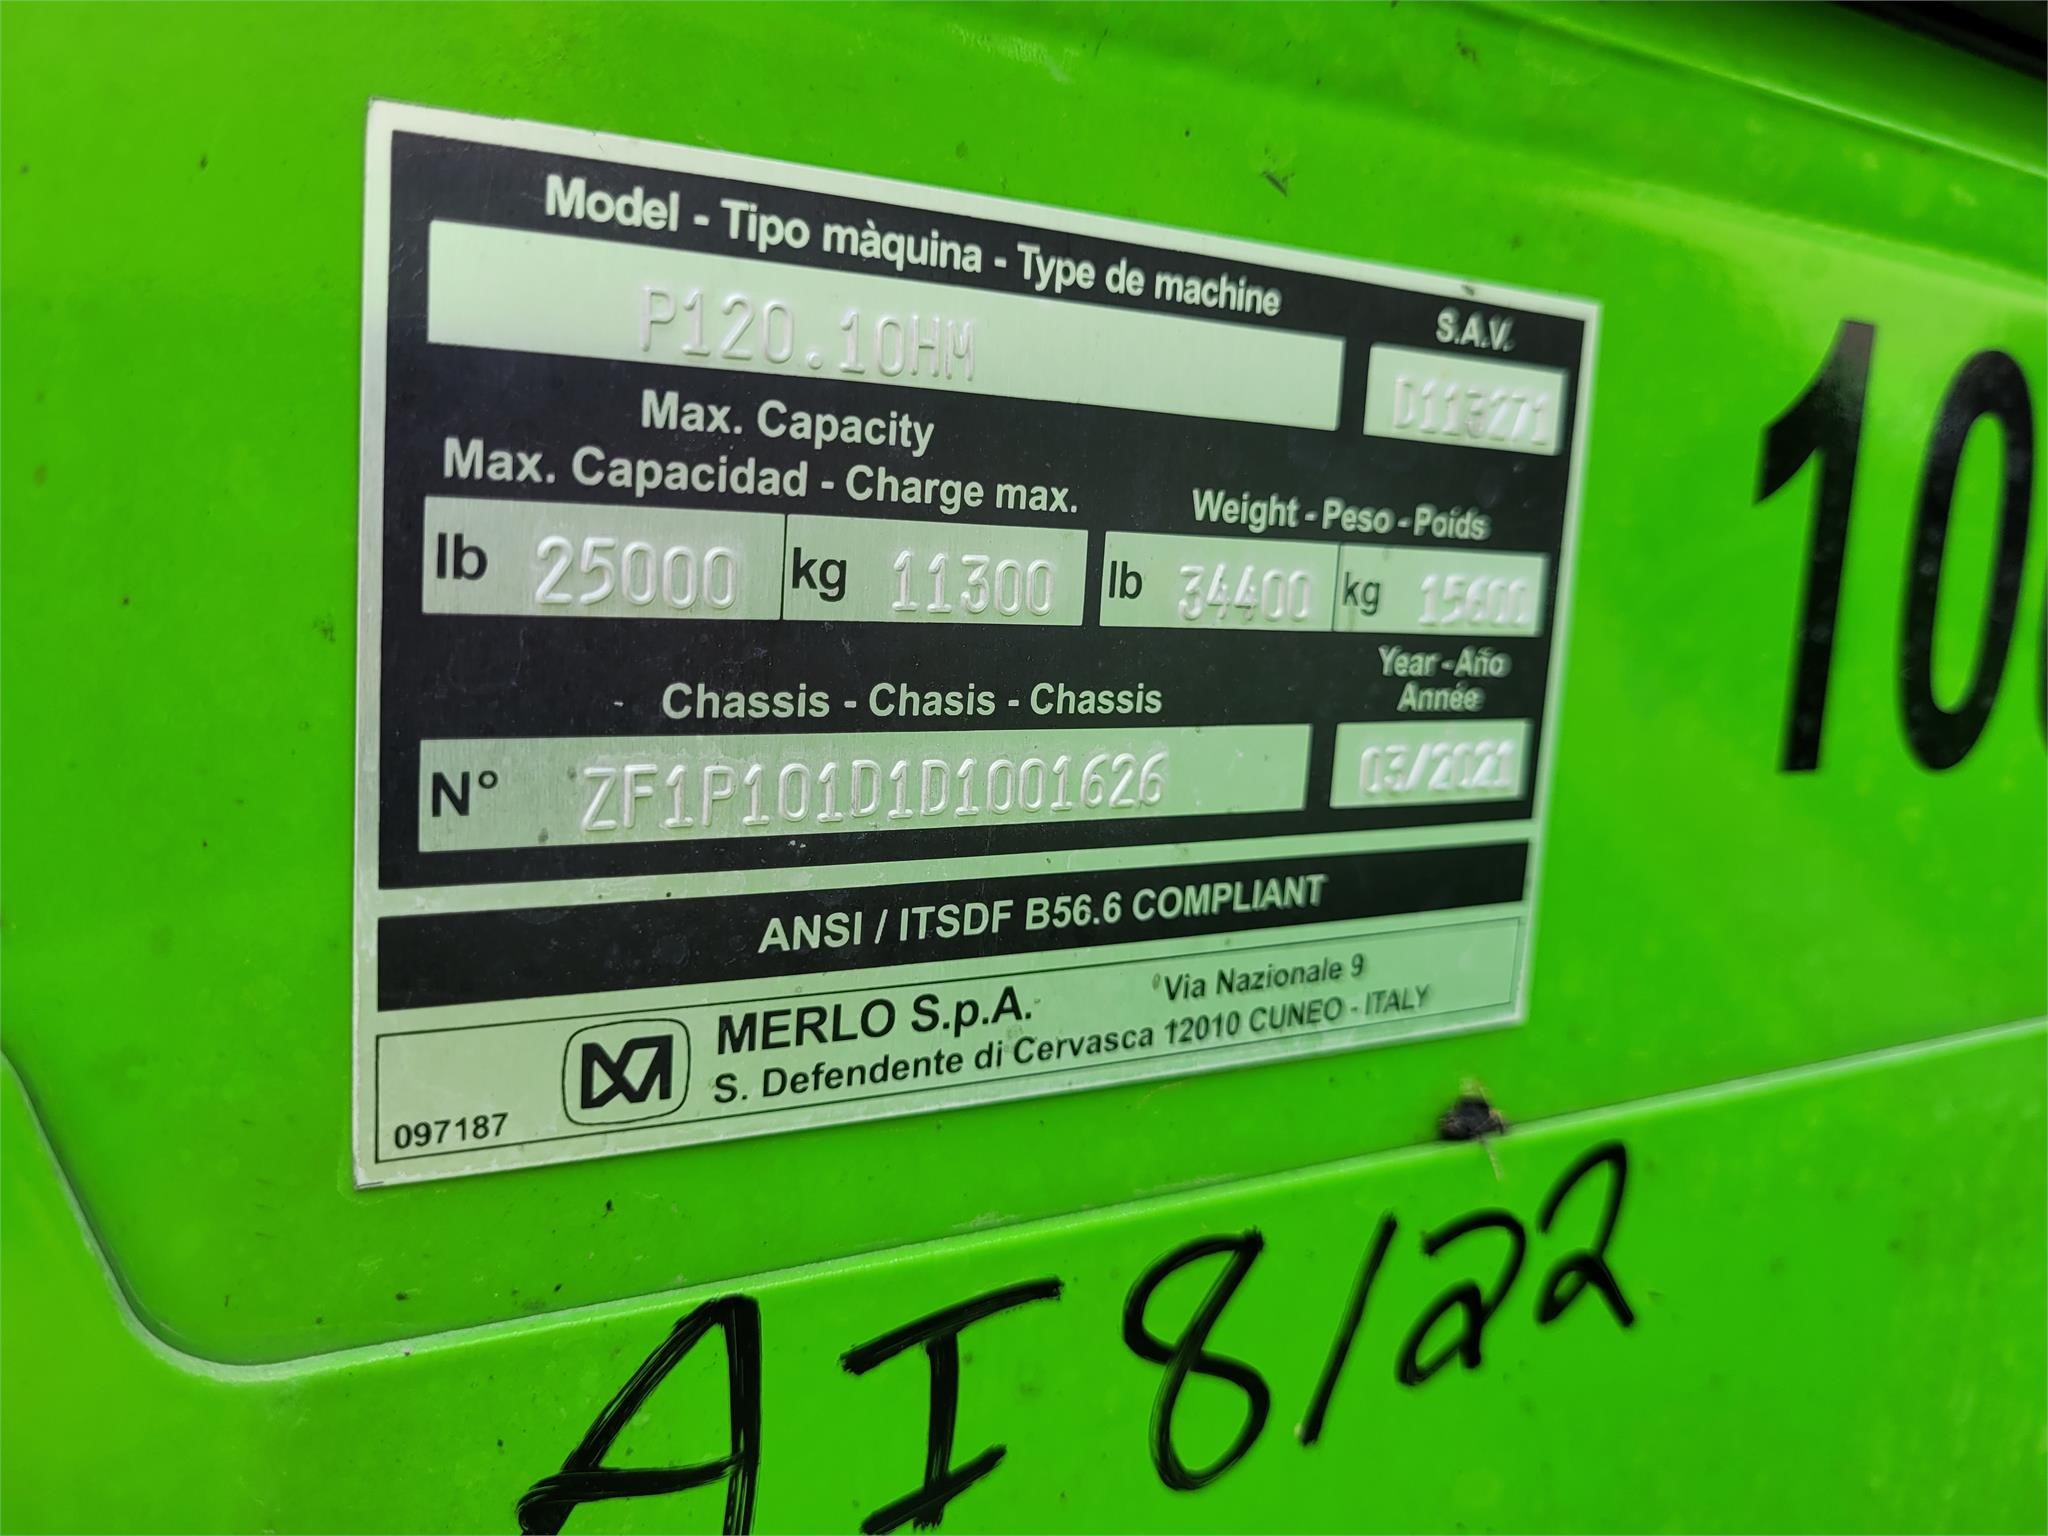 Model - Tipo màquina - Type de machine
P120.10HM
S.A.V.
D113271
Max. Capacity
Max. Capacidad - Charge max.
lb 25000 kg 11300
Weight - Peso - Poids
lb 34400 kg 15600
Chassis - Chasis - Chassis
N° ZF1P101D1D1001626
Year - Año
Année
03/2021
ANSI / ITSDF B56.6 COMPLIANT
MERLO S.p.A.
Via Nazionale 9
S. Defendente di Cervasca 12010 CUNEO - ITALY
097187
10
AI 8/22